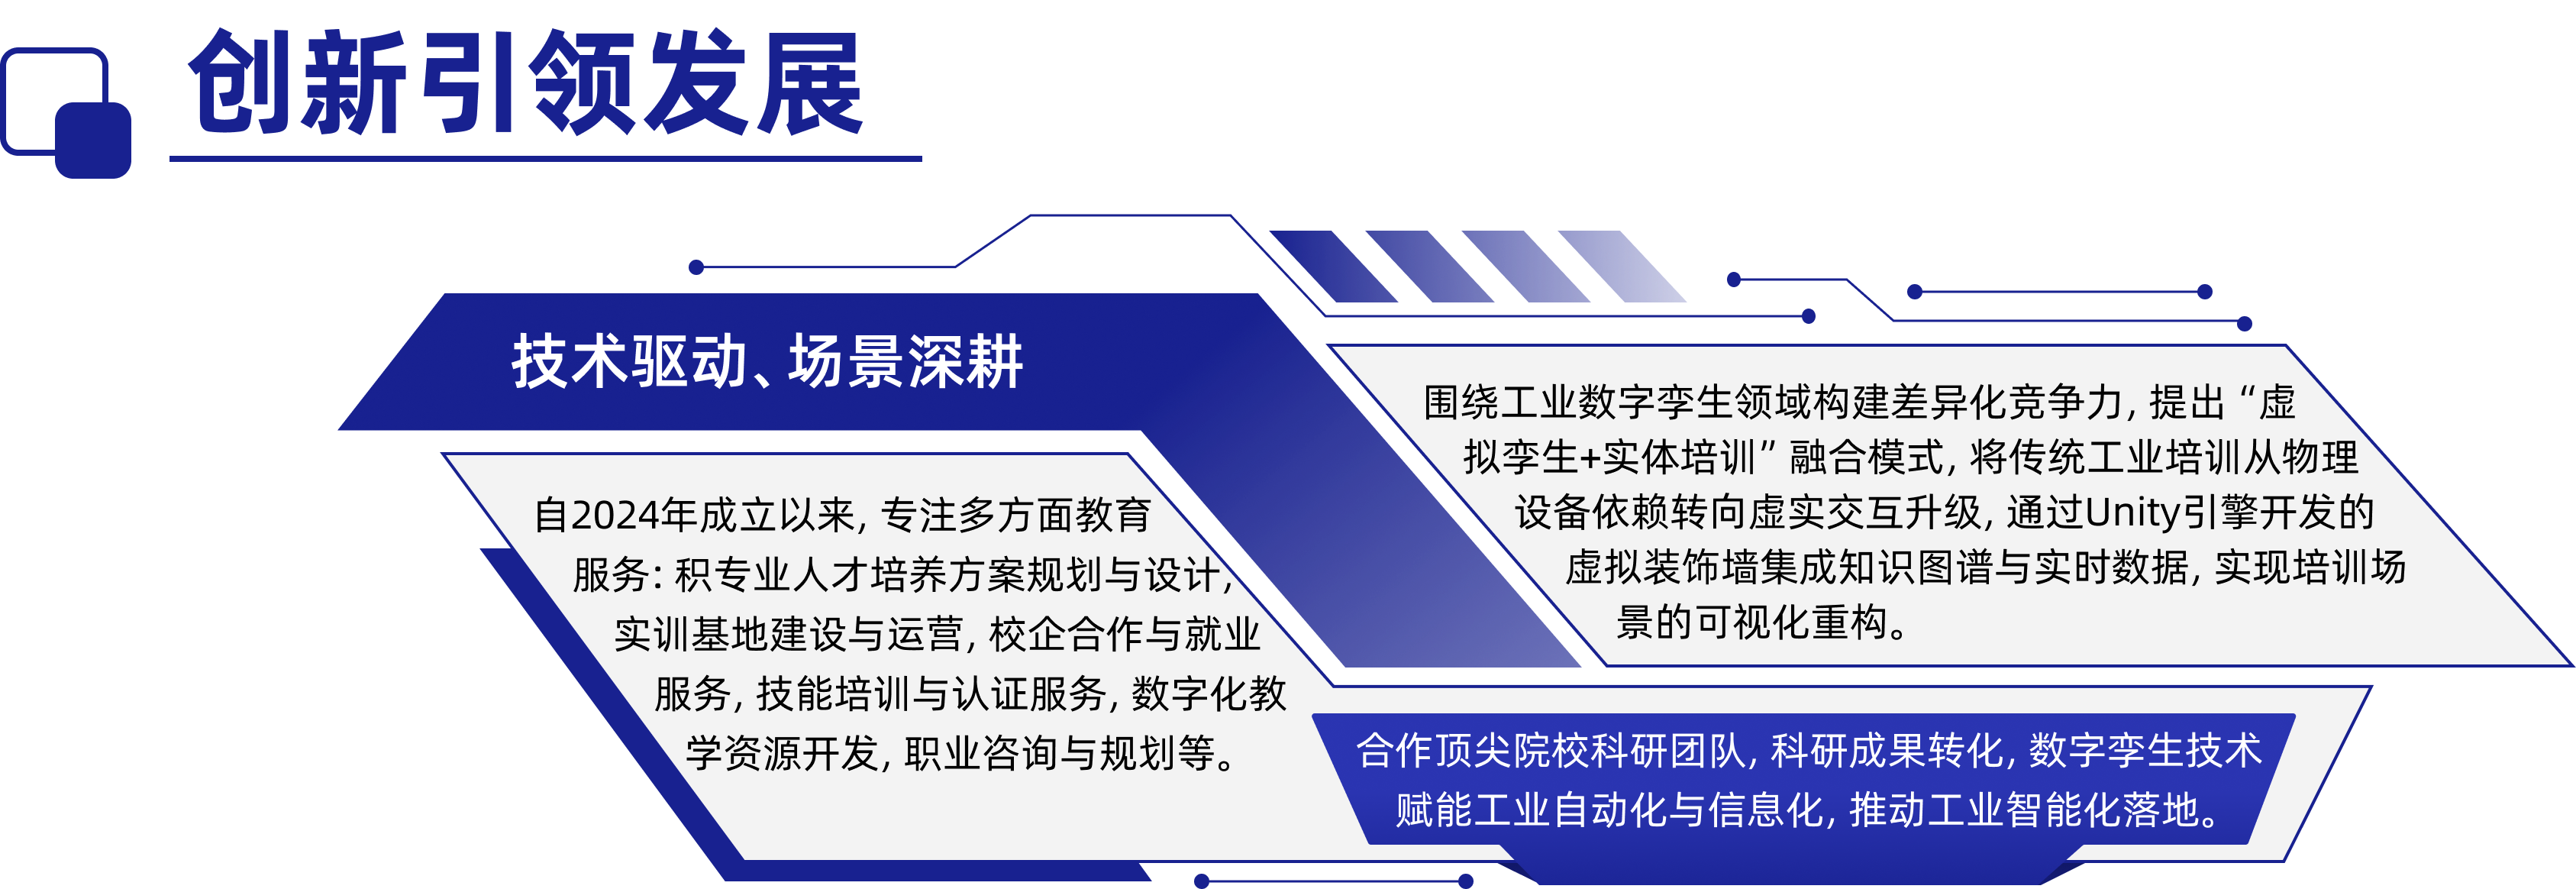 创新引领发展
技术驱动、场景深耕
自2024年成立以来，专注多方面教育
服务：积专业人才培养方案规划与设计，
实训基地建设与运营，校企合作与就业
服务，技能培训与认证服务，数字化教
学资源开发，职业咨询与规划等。
围绕工业数字孪生领域构建差异化竞争力，提出“虚
拟孪生+实体培训”融合模式，将传统工业培训从物理
设备依赖转向虚实交互升级，通过Unity引擎开发的
虚拟装饰墙集成知识图谱与实时数据，实现培训场
景的可视化重构。
合作顶尖院校科研团队，科研成果转化，数字孪生技术
赋能工业自动化与信息化，推动工业智能化落地。